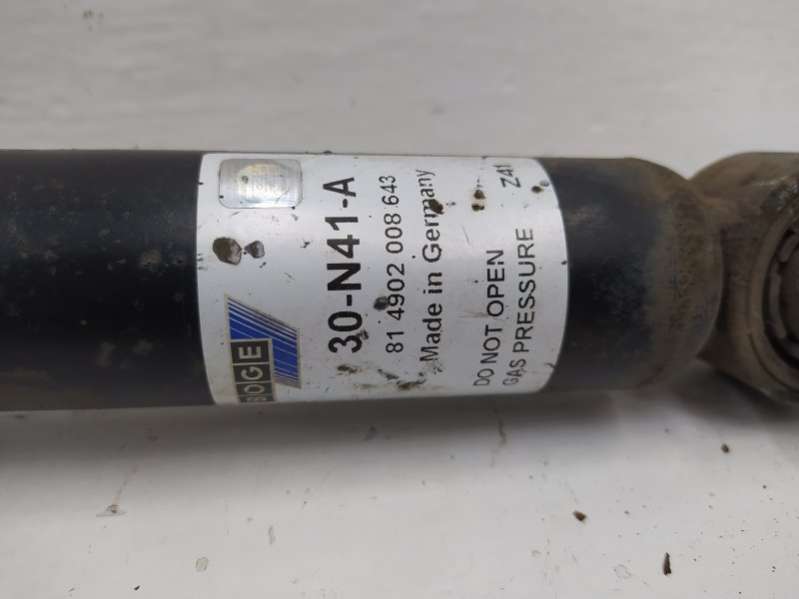 30-N41-A
81 4902 008 643
Made in Germany
DO NOT OPEN
GAS PRESSURE
Z41
BOGE